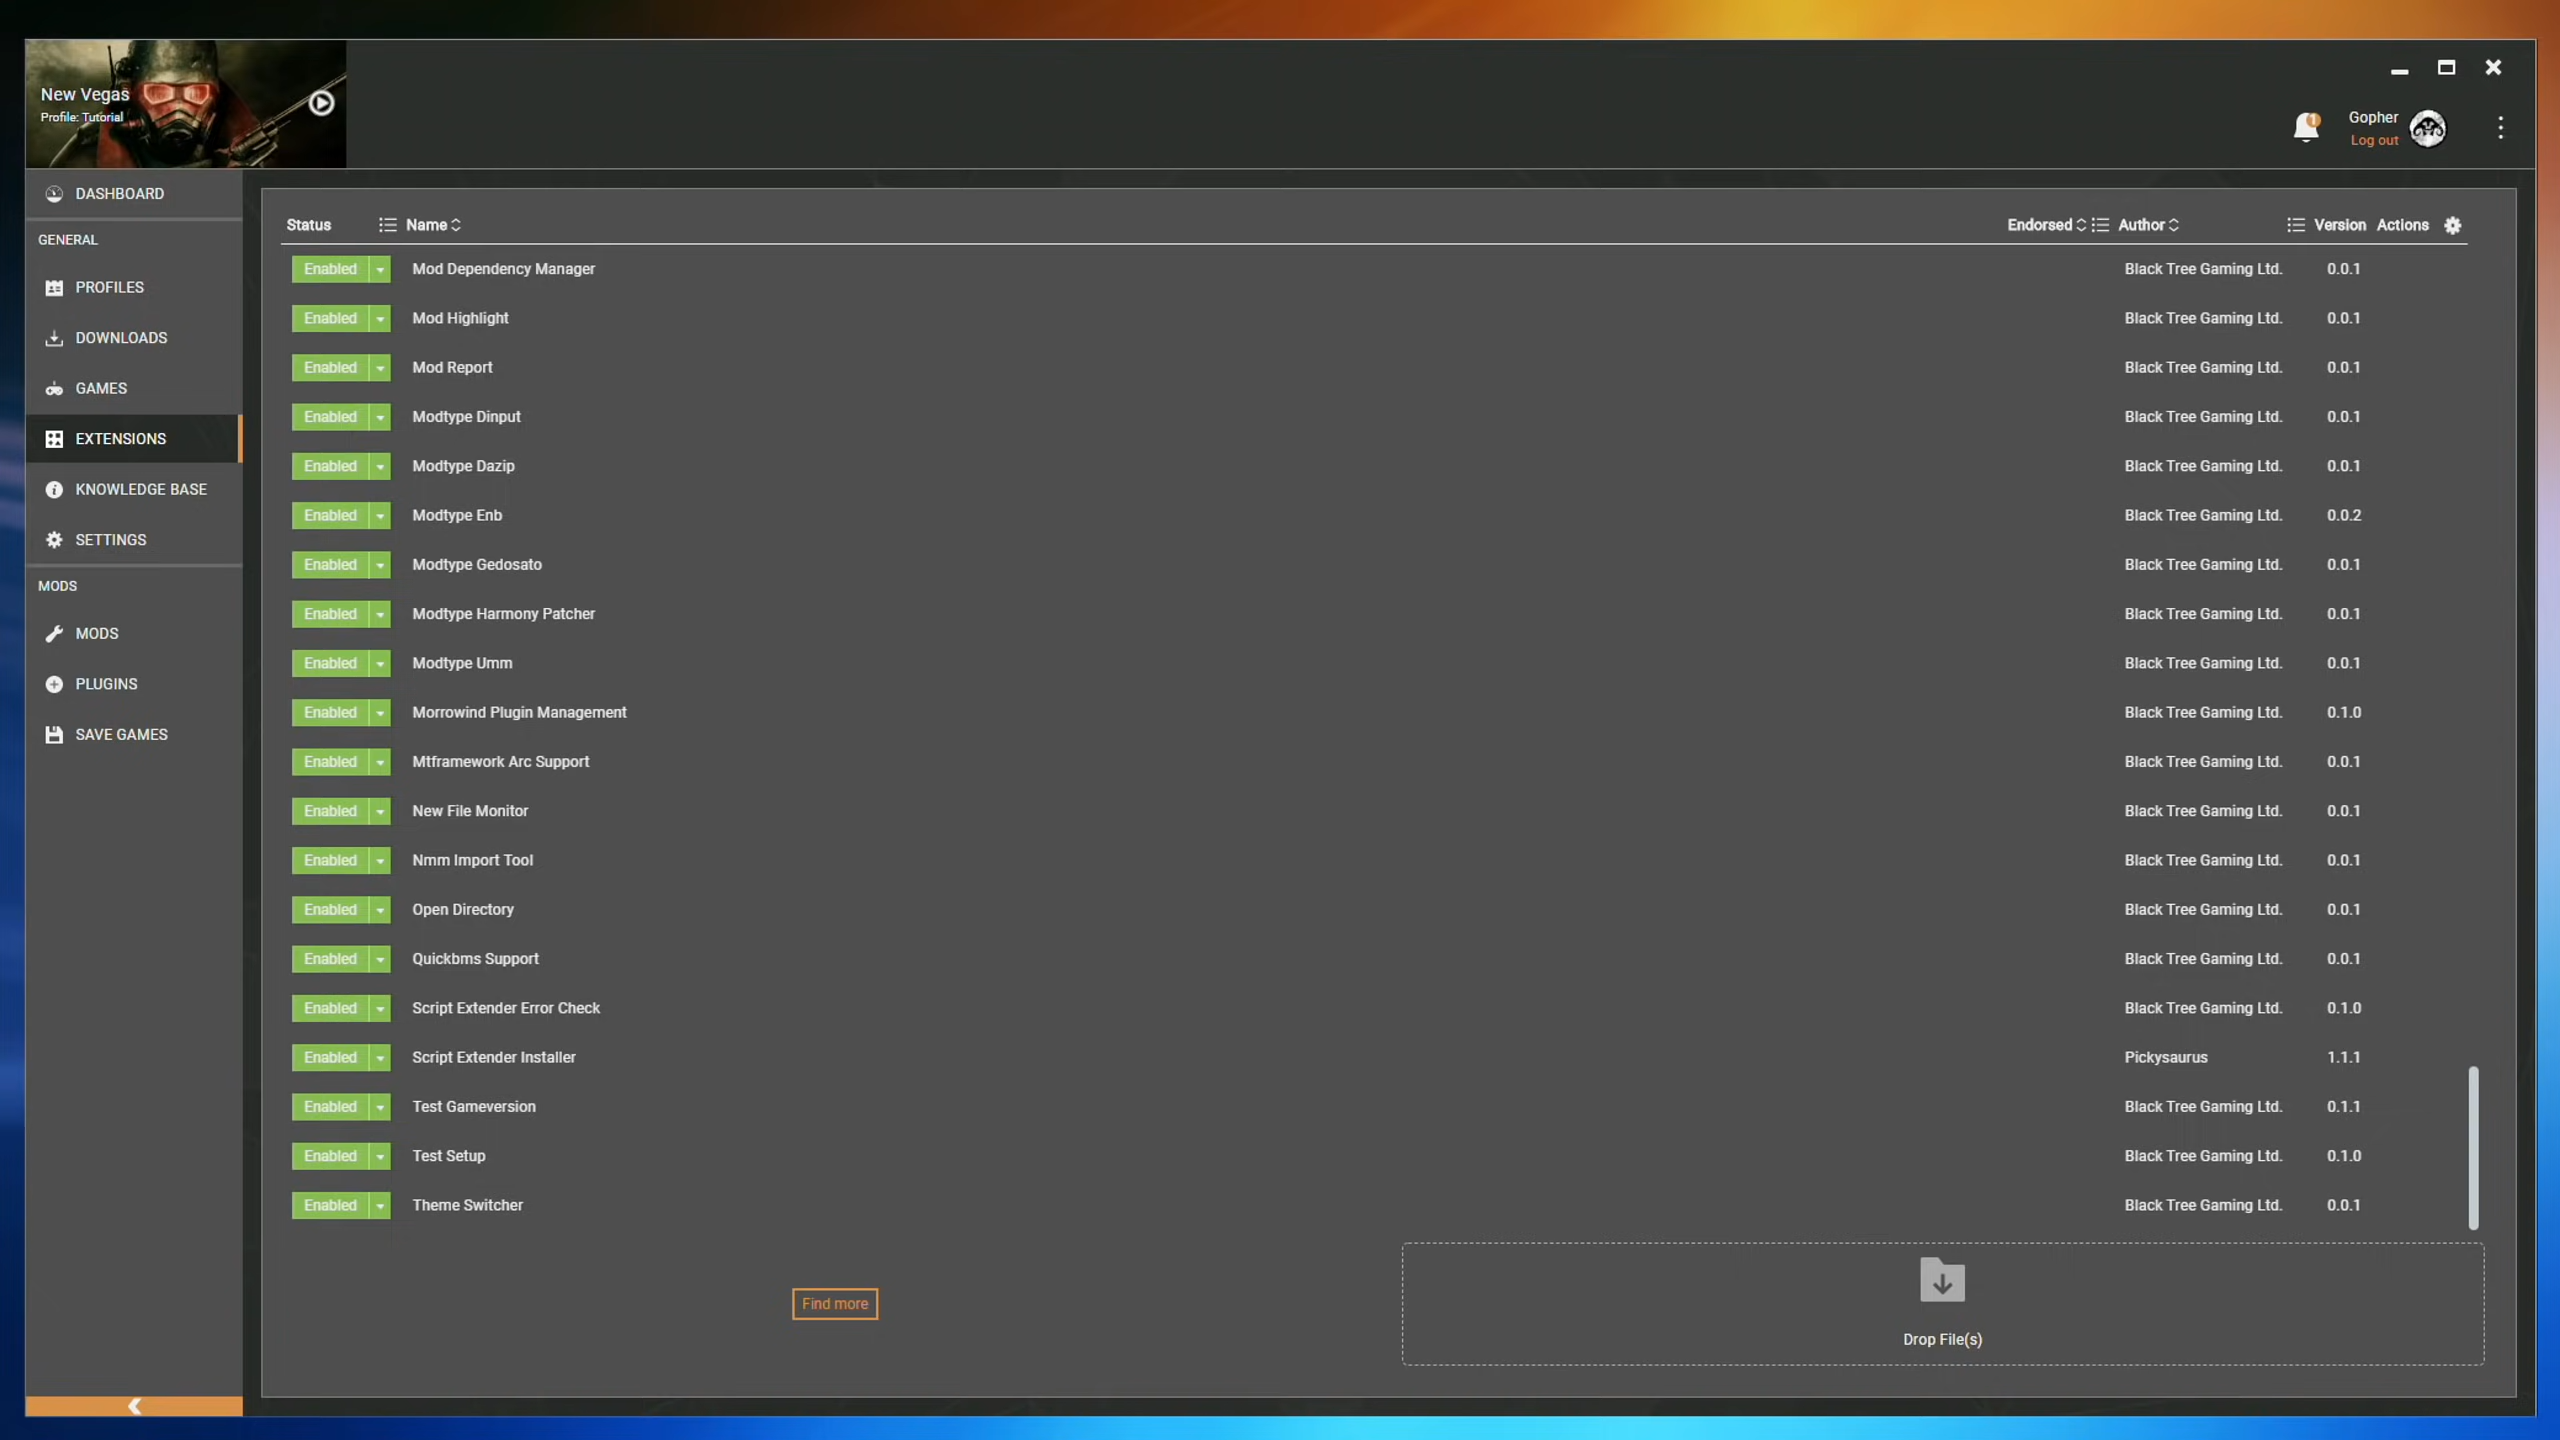 New Vegas
Profile: Tutorial
1
Gopher
Log out
DASHBOARD
GENERAL
PROFILES
DOWNLOADS
GAMES
EXTENSIONS
KNOWLEDGE BASE
SETTINGS
MODS
MODS
PLUGINS
SAVE GAMES
Status Name Endorsed Author Version Actions
Enabled Mod Dependency Manager Black Tree Gaming Ltd. 0.0.1
Enabled Mod Highlight Black Tree Gaming Ltd. 0.0.1
Enabled Mod Report Black Tree Gaming Ltd. 0.0.1
Enabled Modtype Dinput Black Tree Gaming Ltd. 0.0.1
Enabled Modtype Dazip Black Tree Gaming Ltd. 0.0.1
Enabled Modtype Enb Black Tree Gaming Ltd. 0.0.2
Enabled Modtype Gedosato Black Tree Gaming Ltd. 0.0.1
Enabled Modtype Harmony Patcher Black Tree Gaming Ltd. 0.0.1
Enabled Modtype Umm Black Tree Gaming Ltd. 0.0.1
Enabled Morrowind Plugin Management Black Tree Gaming Ltd. 0.1.0
Enabled Mtframework Arc Support Black Tree Gaming Ltd. 0.0.1
Enabled New File Monitor Black Tree Gaming Ltd. 0.0.1
Enabled Nmm Import Tool Black Tree Gaming Ltd. 0.0.1
Enabled Open Directory Black Tree Gaming Ltd. 0.0.1
Enabled Quickbms Support Black Tree Gaming Ltd. 0.0.1
Enabled Script Extender Error Check Black Tree Gaming Ltd. 0.1.0
Enabled Script Extender Installer Pickysaurus 1.1.1
Enabled Test Gameversion Black Tree Gaming Ltd. 0.1.1
Enabled Test Setup Black Tree Gaming Ltd. 0.1.0
Enabled Theme Switcher Black Tree Gaming Ltd. 0.0.1
Find more
Drop File(s)